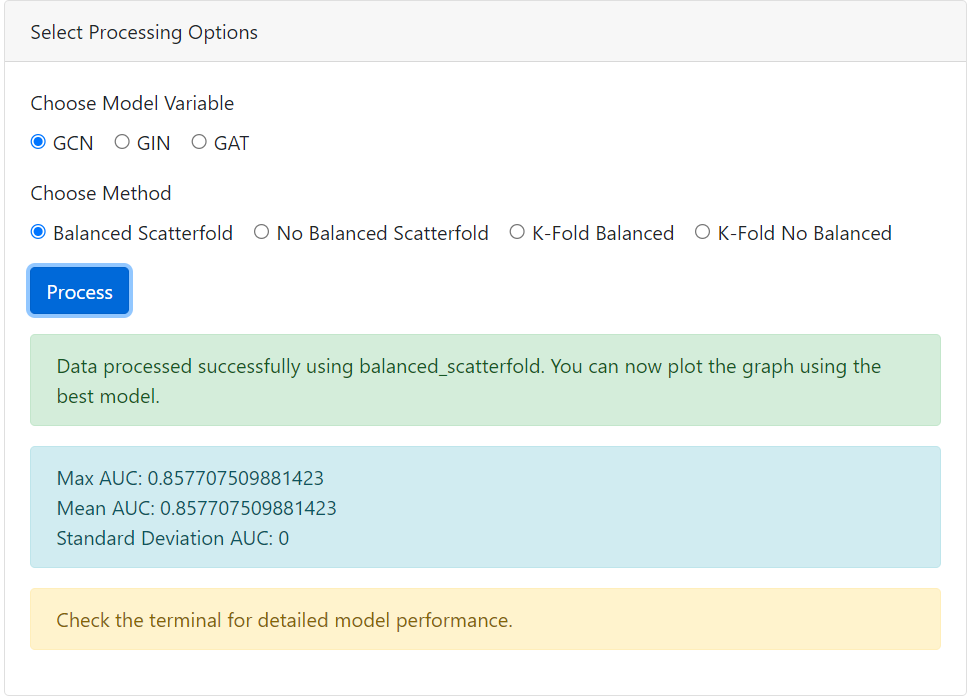 Select Processing Options
Choose Model Variable
GCN GIN GAT
Choose Method
Balanced Scatterfold No Balanced Scatterfold K-Fold Balanced K-Fold No Balanced
Process
Data processed successfully using balanced_scatterfold. You can now plot the graph using the
best model.
Max AUC: 0.857707509881423
Mean AUC: 0.857707509881423
Standard Deviation AUC: 0
Check the terminal for detailed model performance.